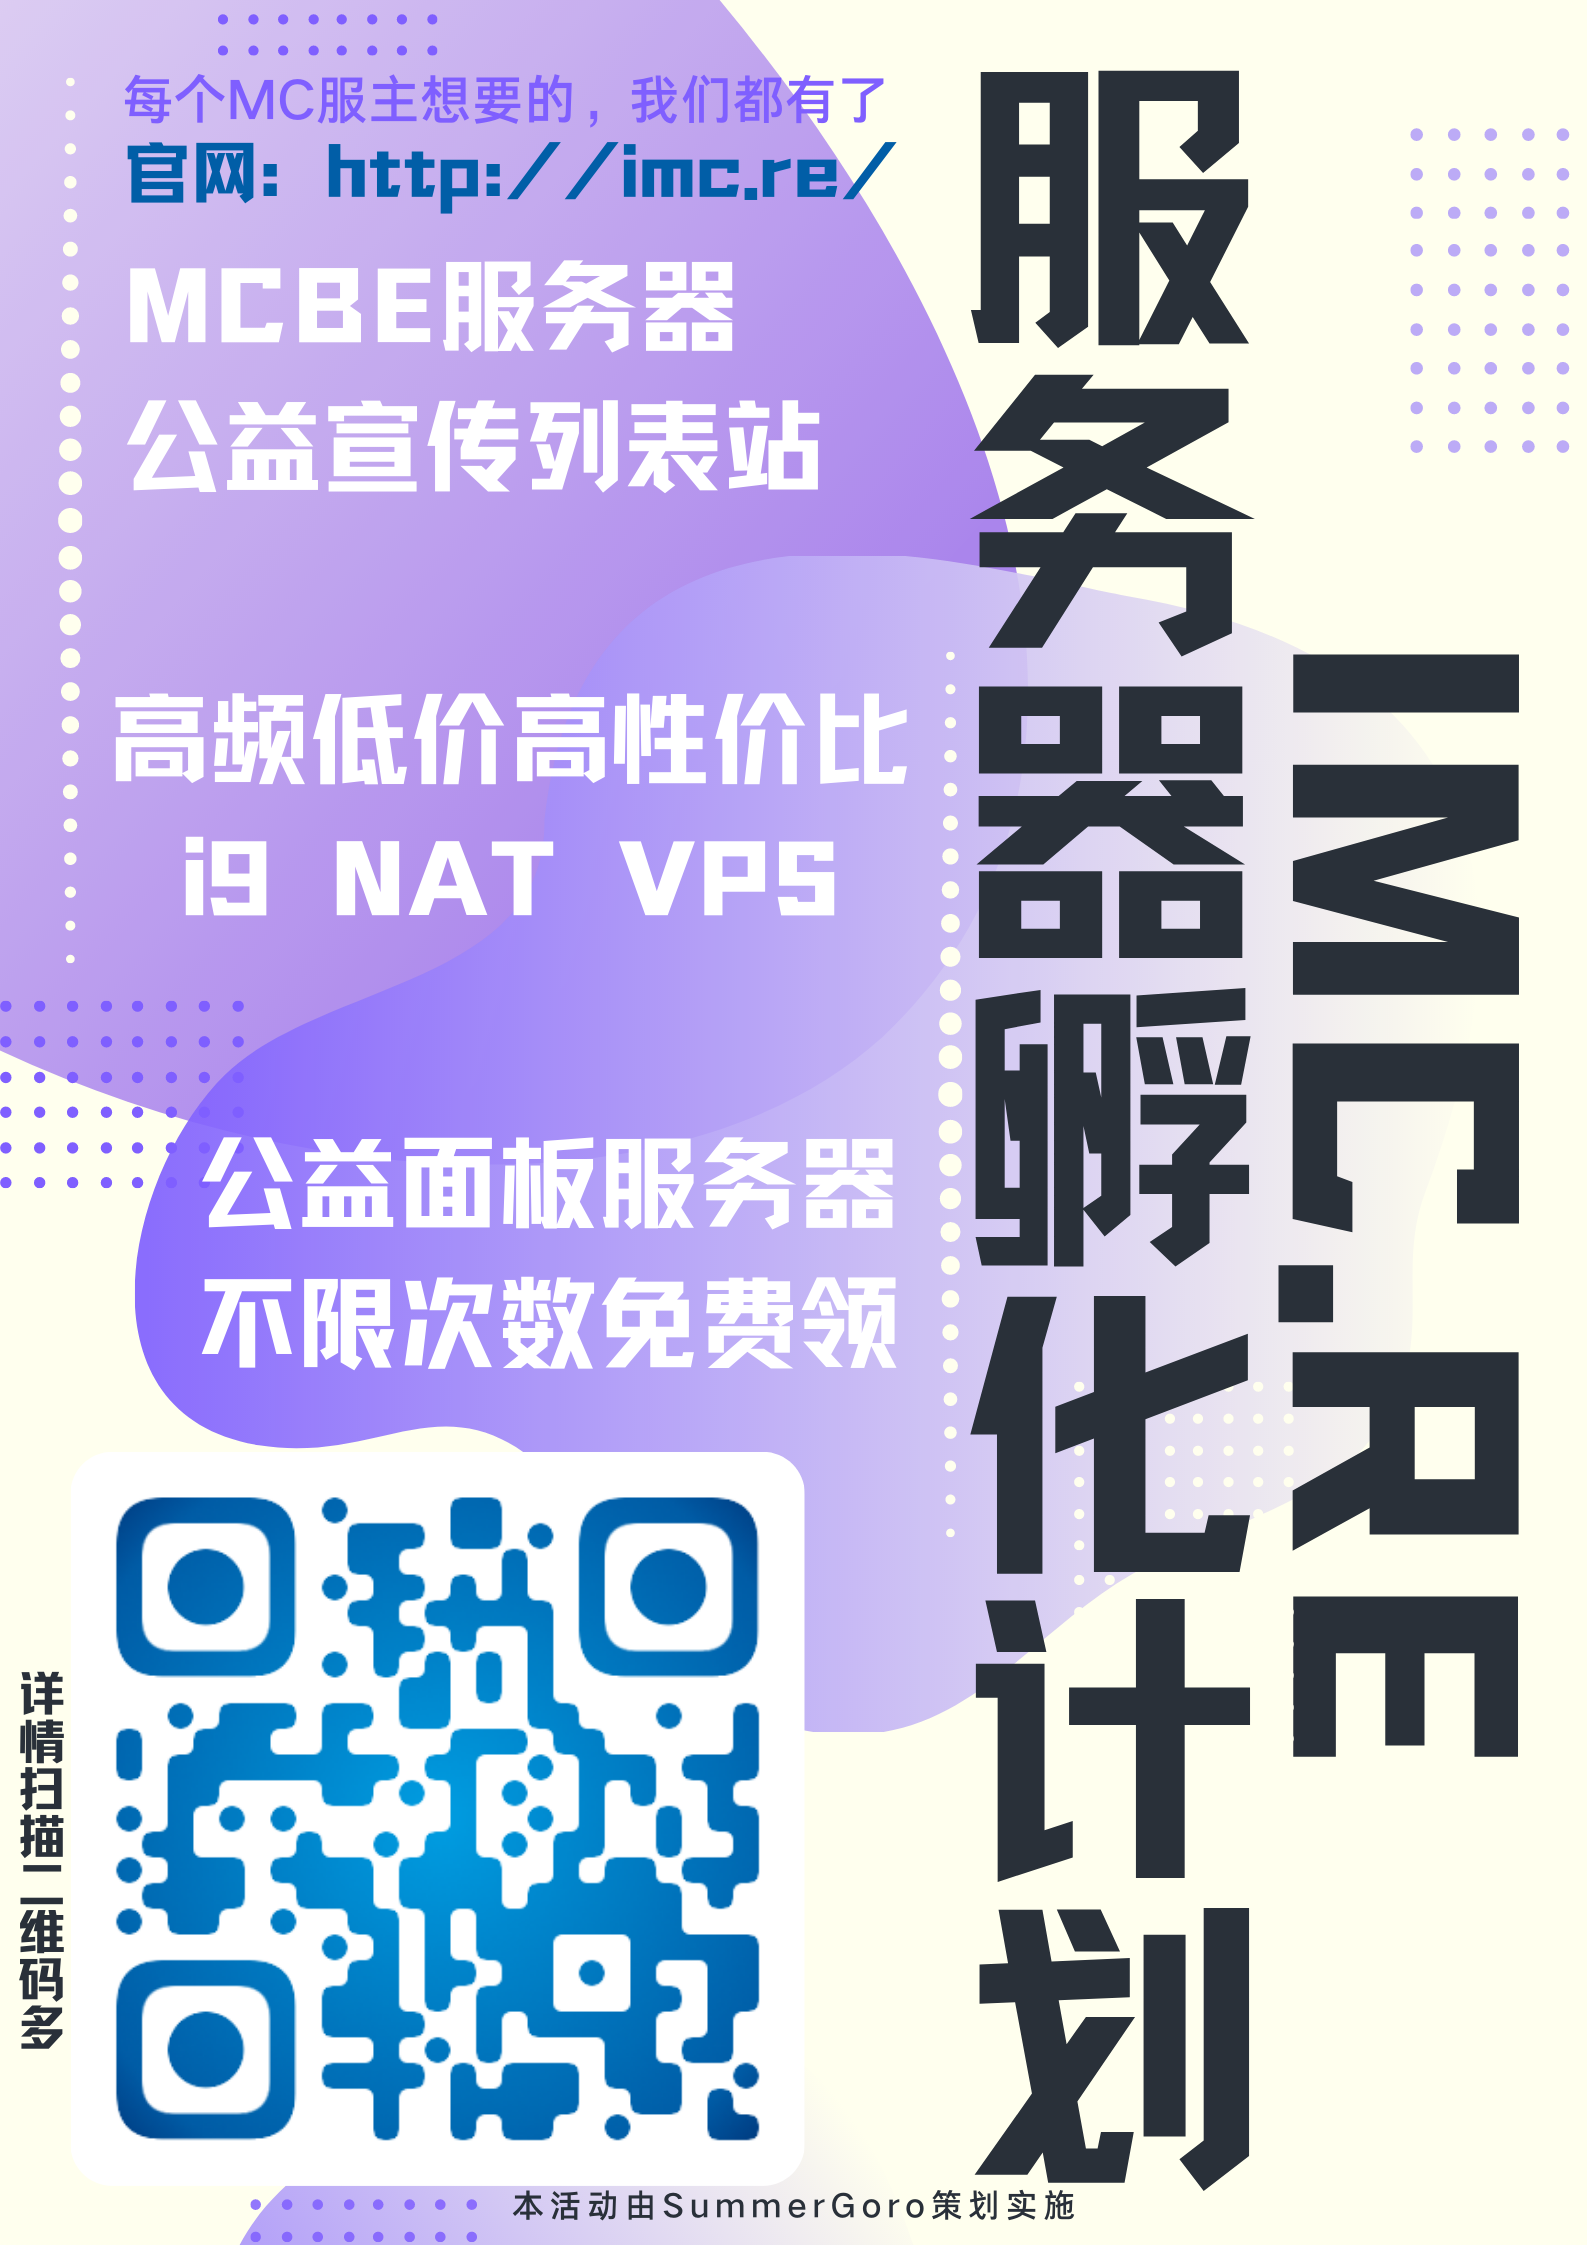 每个MC服主想要的，我们都有了
官网：http://imc.re/
MCBE服务器
公益宣传列表站
高频低价高性价比
i9 NAT VPS
公益面板服务器
不限次数免费领
服务器孵化计划
IMC.RE
详情扫描二维码多
本活动由SummerGoro策划实施